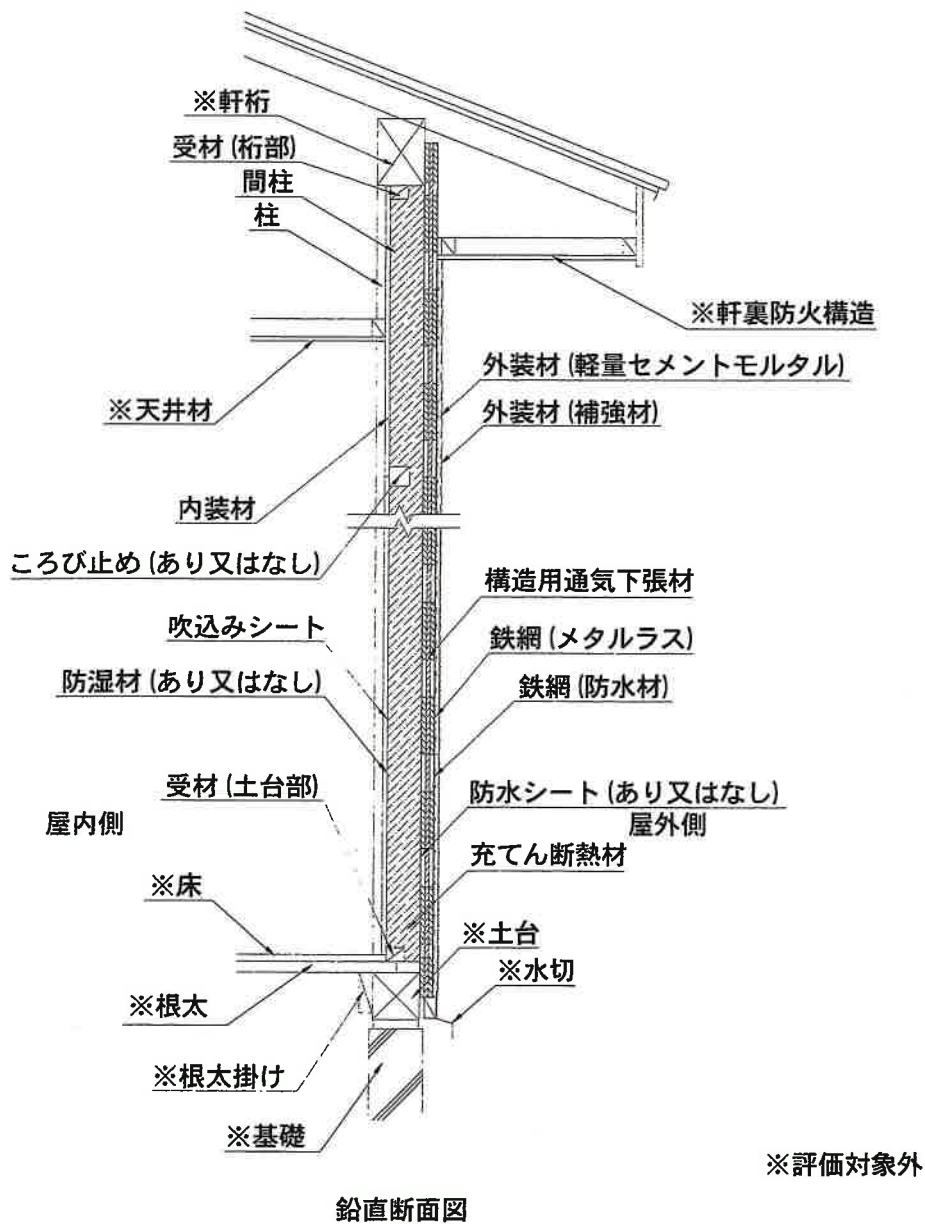 ※軒桁
受材(桁部)
間柱
柱
※軒裏防火構造
外装材(軽量セメントモルタル)
※天井材
外装材(補強材)
内装材
ころび止め(あり又はなし)
構造用通気下張材
吹込みシート
鉄網(メタルラス)
防湿材(あり又はなし)
鉄網(防水材)
受材(土台部)
防水シート(あり又はなし)
屋内側
屋外側
充てん断熱材
※床
※土台
※水切
※根太
※根太掛け
※基礎
※評価対象外
鉛直断面図